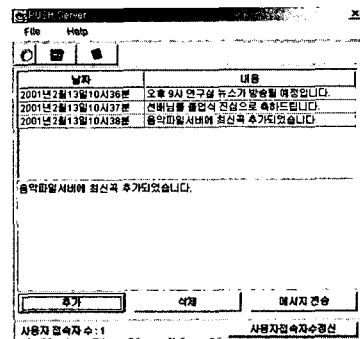 PUSH Server
File Help
날짜 내용
2001년2월13일10시36분 오후 9시 연구실 뉴스가 방송될 예정입니다.
2001년2월13일10시37분 선배님들 졸업식 진심으로 축하드립니다.
2001년2월13일10시38분 음악파일서버에 최신곡 추가되었습니다.
음악파일서버에 최신곡 추가되었습니다.
추가 삭제 메시지 전송
사용자 접속자 수 : 1 사용자접속자수갱신